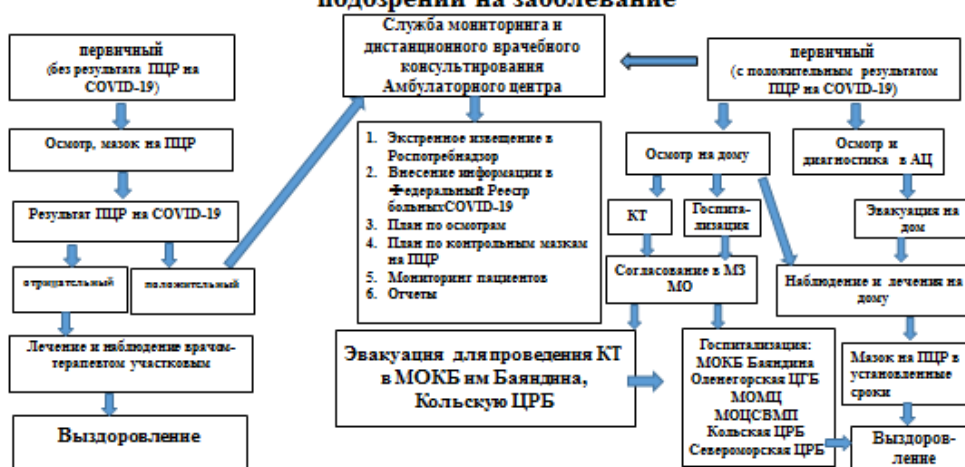 подозрении на заболевание
первичный
(без результата ПЦР на
COVID-19)
Осмотр, мазок на ПЦР
Результат ПЦР на COVID-19
отрицательный
положительный
Лечение и наблюдение врачом-
терапевтом участковым
Выздоровление
Служба мониторинга и
дистанционного врачебного
консультирования
Амбулаторного центра
1. Экстренное извещение в
Роспотребнадзор
2. Внесение информации в
Федеральный Реестр
больныхCOVID-19
3. План по осмотрам
4. План по контрольным мазкам
на ПЦР
5. Мониторинг пациентов
6. Отчеты
Эвакуация для проведения КТ
в МОКБ им Баяндина,
Кольскую ЦРБ
первичный
(с положительным результатом
ПЦР на COVID-19)
Осмотр на дому
Осмотр и
диагностика в АЦ
КТ
Госпита-
лизация
Эвакуация на
дом
Согласование в МЗ
МО
Наблюдение и лечения на
дому
Госпитализация:
МОКБ Баяндина
Оленегорская ЦГБ
МОМЦ
МОЦСВМП
Кольская ЦРБ
Североморская ЦРБ
Мазок на ПЦР в
установленные
сроки
Выздоров-
ление